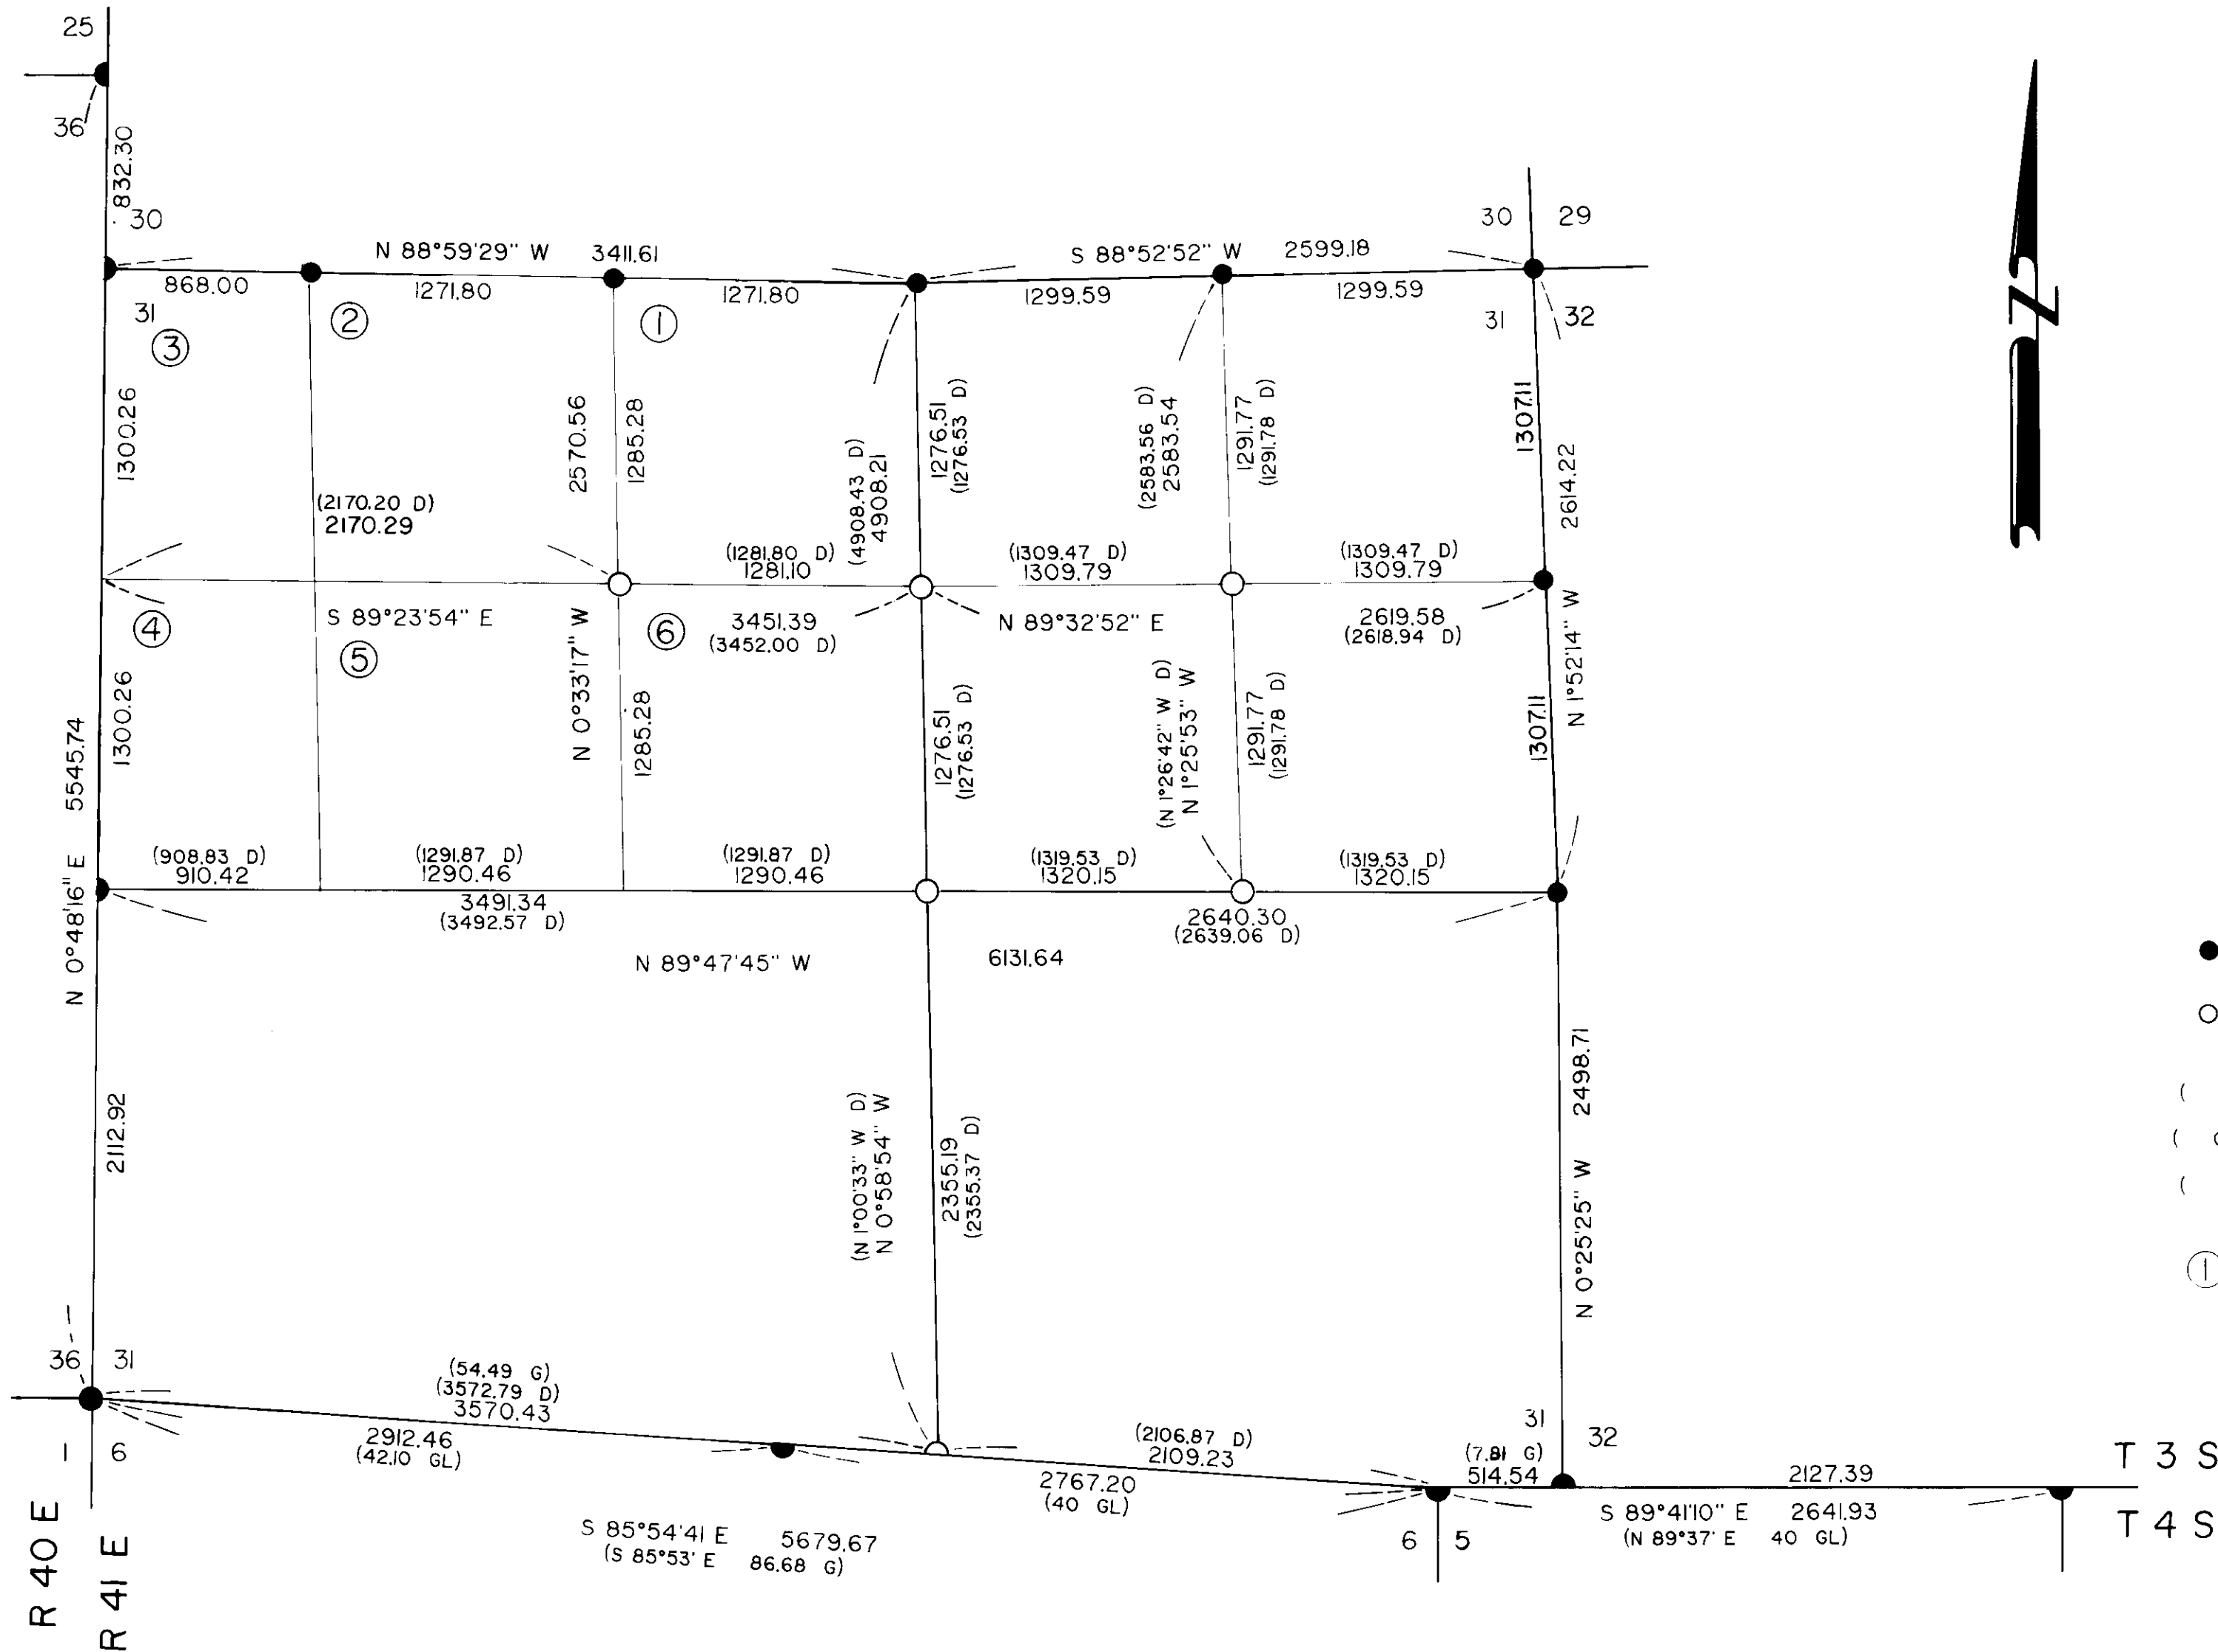 25
36
832.30
30
N 88°59'29" W 3411.61
S 88°52'52" W 2599.18
30 29
868.00
1271.80
1271.80
1299.59
1299.59
31
3
2
1
31 32
N
1300.26
2570.56
1285.28
(4908.43 D)
4908.21
1276.51
(1276.53 D)
(2583.56 D)
2583.54
1291.77
(1291.78 D)
1307.11
2614.22
(2170.20 D)
2170.29
(1281.80 D)
1281.10
(1309.47 D)
1309.79
(1309.47 D)
1309.79
4
S 89°23'54" E
5
6
3451.39
(3452.00 D)
N 89°32'52" E
2619.58
(2618.94 D)
N 0°48'16" E 5545.74
1300.26
N 0°33'17" W
1285.28
1276.51
(1276.53 D)
(N 1°26'42" W D)
N 1°25'53" W
1291.77
(1291.78 D)
1307.11
N 1°52'14" W
(908.83 D)
910.42
(1291.87 D)
1290.46
(1291.87 D)
1290.46
(1319.53 D)
1320.15
(1319.53 D)
1320.15
3491.34
(3492.57 D)
2640.30
(2639.06 D)
N 89°47'45" W 6131.64
2112.92
(N 1°00'33" W D)
N 0°58'54" W
2355.19
(2355.37 D)
N 0°25'25" W 2498.71
(
(
(
1
36 31
(54.49 G)
(3572.79 D)
3570.43
2912.46
(42.10 GL)
1 6
(2106.87 D)
2109.23
2767.20
(40 GL)
31 32
(7.81 G)
514.54
2127.39
T 3 S
S 85°54'41 E 5679.67
(S 85°53' E 86.68 G)
6 5
S 89°41'10" E 2641.93
(N 89°37' E 40 GL)
T 4 S
R 40 E
R 41 E